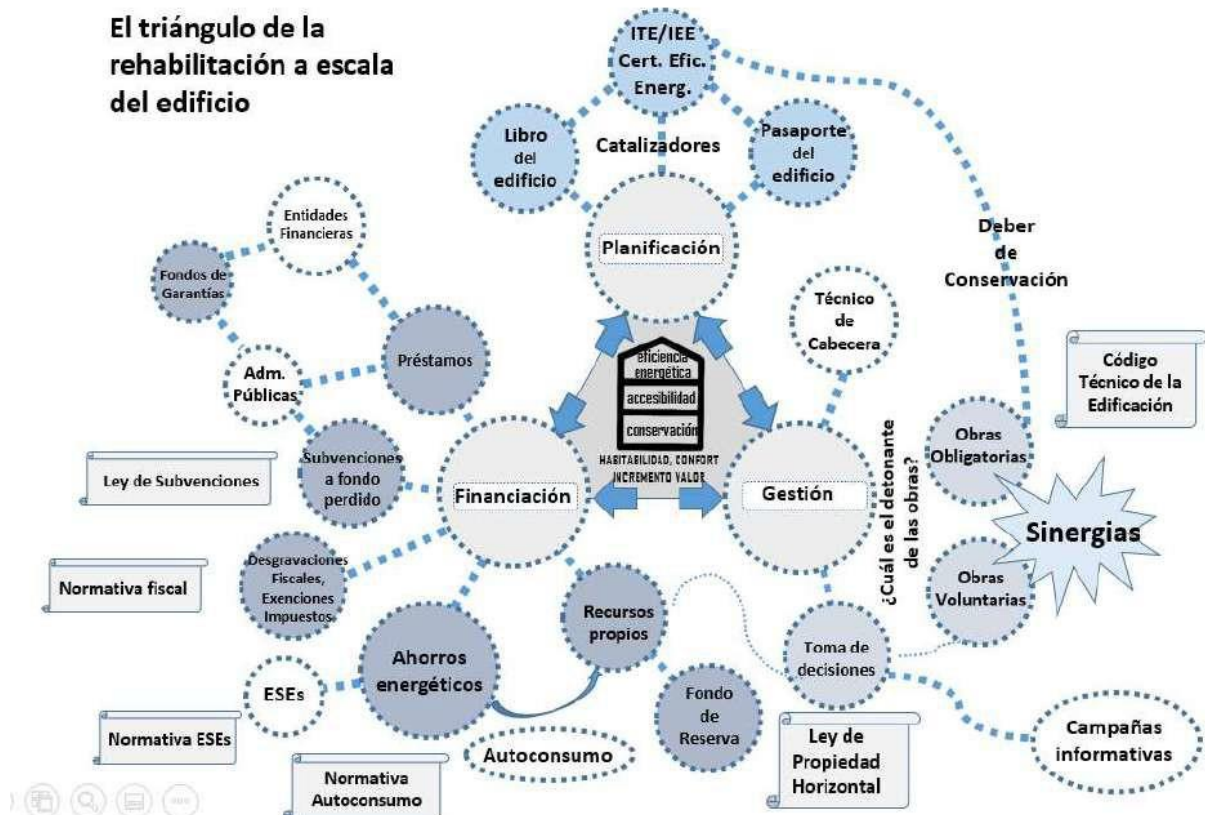 El triángulo de la
rehabilitación a escala
del edificio
ITE/IEE
Cert. Efic.
Energ.
Libro
del
edificio
Catalizadores
Pasaporte
del
edificio
Planificación
Deber
de
Conservación
Entidades
Financieras
Fondos de
Garantías
Adm.
Públicas
Préstamos
Técnico
de
Cabecera
Código
Técnico de la
Edificación
eficiencia
energética
accesibilidad
conservación
HABITABILIDAD, CONFORT
INCREMENTO VALOR
Ley de Subvenciones
Subvenciones
a fondo
perdido
Financiación
Gestión
¿Cuál es el detonante
de las obras?
Obras
Obligatorias
Sinergias
Obras
Voluntarias
Normativa fiscal
Desgravaciones
Fiscales,
Exenciones
Impuestos
Recursos
propios
Toma de
decisiones
Ahorros
energéticos
ESEs
Fondo
de
Reserva
Normativa ESEs
Autoconsumo
Normativa
Autoconsumo
Ley de
Propiedad
Horizontal
Campañas
informativas